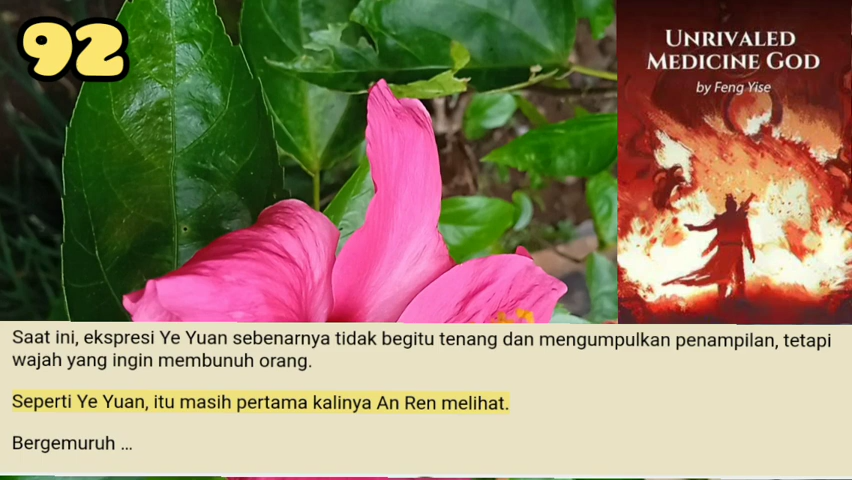 92
UNRIVALED
MEDICINE GOD
by Feng Yise
Saat ini, ekspresi Ye Yuan sebenarnya tidak begitu tenang dan mengumpulkan penampilan, tetapi
wajah yang ingin membunuh orang.
Seperti Ye Yuan, itu masih pertama kalinya An Ren melihat.
Bergemuruh ...